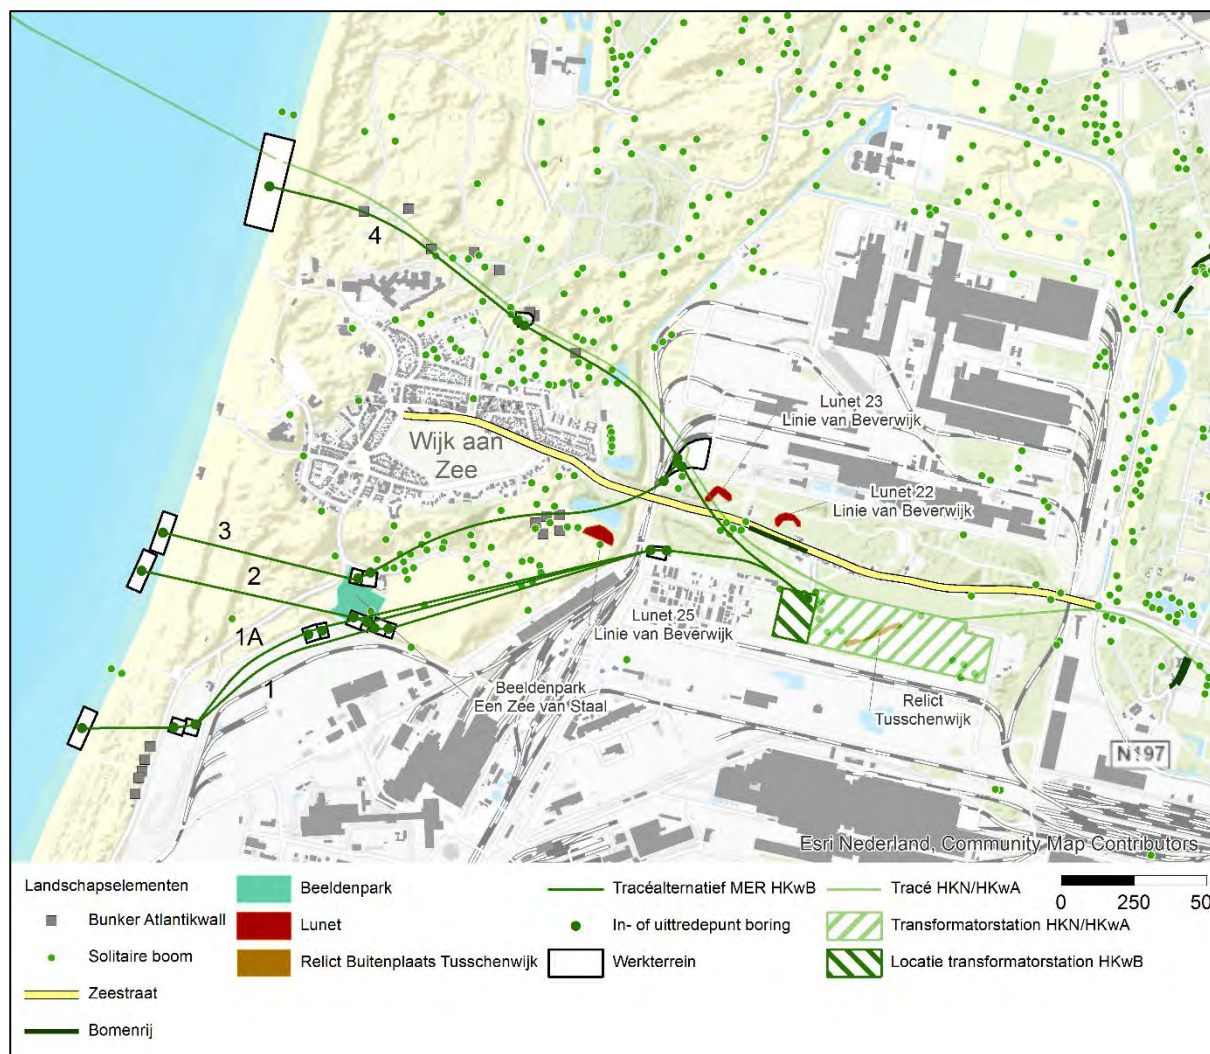 4
Lunet 23
Linie van Beverwijk
Wijk aan
Zee
Lunet 22
Linie van Beverwijk
3
2
1A
Lunet 25
Linie van Beverwijk
1
Beeldenpark
Een Zee van Staal
Relict
Tusschenwijk
N197
Esri Nederland, Community Map Contributors
Landschapselementen
Bunker Atlantikwall
Solitaire boom
Zeestraat
Bomenrij
Beeldenpark
Lunet
Relict Buitenplaats Tusschenwijk
Tracéalternatief MER HKwB
In- of uittredepunt boring
Werkterrein
Tracé HKN/HKwA
Transformatorstation HKN/HKwA
Locatie transformatorstation HKwB
0 250 50